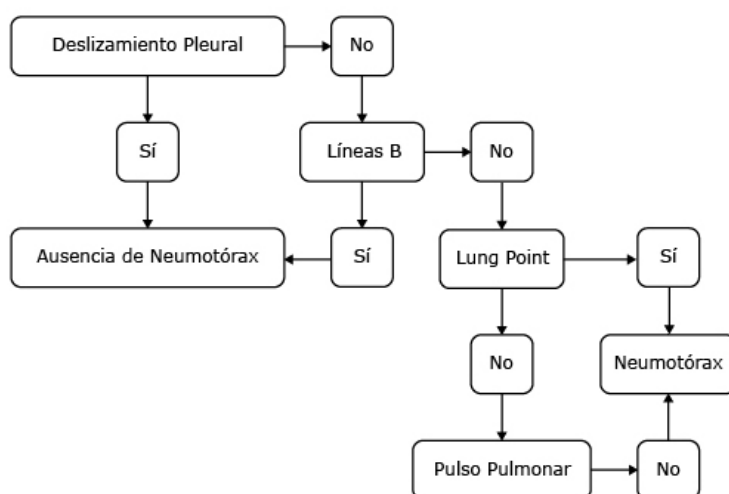 Deslizamiento Pleural
No
Sí
Líneas B
No
Ausencia de Neumotórax
Sí
Lung Point
Sí
No
Neumotórax
Pulso Pulmonar
No